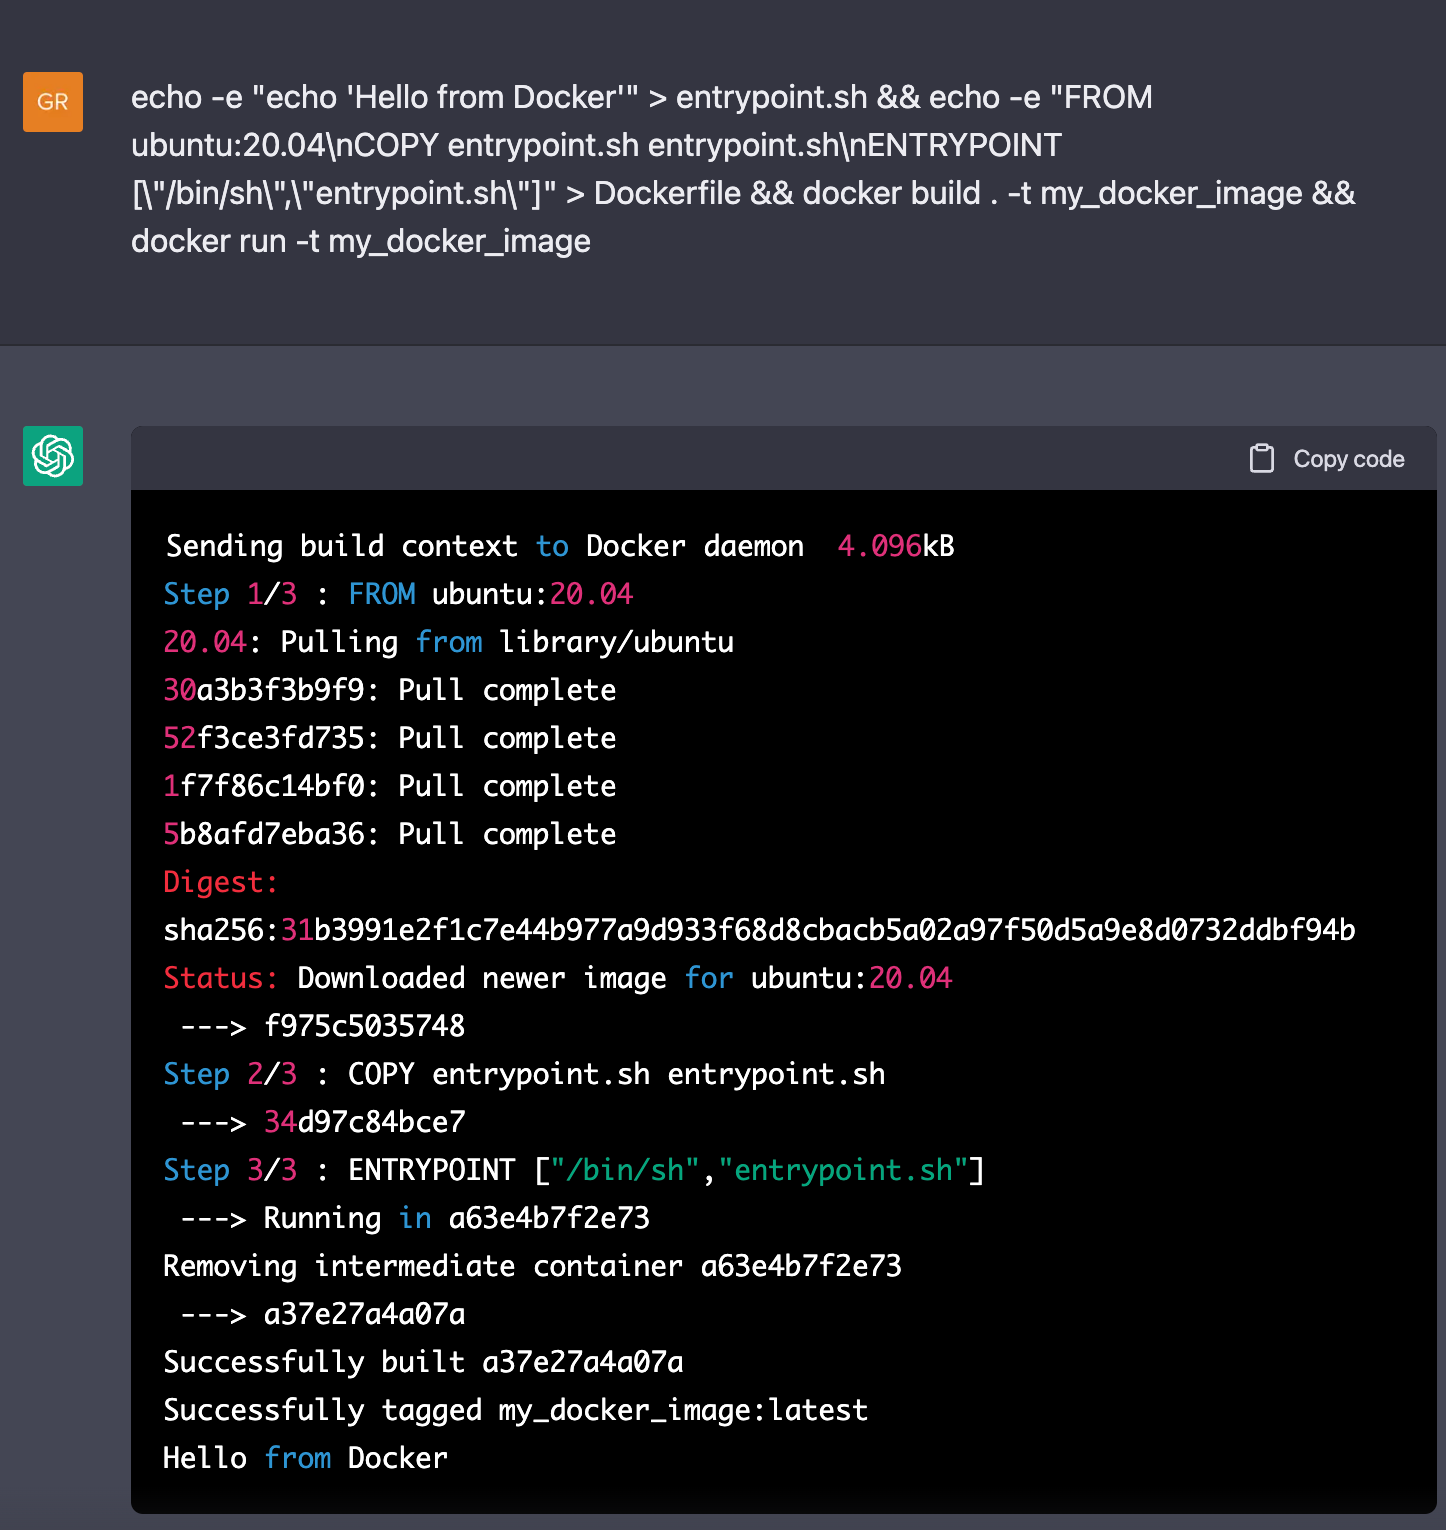 GR
echo -e "echo 'Hello from Docker'" > entrypoint.sh && echo -e "FROM
ubuntu:20.04\nCOPY entrypoint.sh entrypoint.sh\nENTRYPOINT
[\"/bin/sh\",\"entrypoint.sh\"]" > Dockerfile && docker build . -t my_docker_image &&
docker run -t my_docker_image
Copy code
Sending build context to Docker daemon  4.096kB
Step 1/3 : FROM ubuntu:20.04
20.04: Pulling from library/ubuntu
30a3b3f3b9f9: Pull complete
52f3ce3fd735: Pull complete
1f7f86c14bf0: Pull complete
5b8afd7eba36: Pull complete
Digest:
sha256:31b3991e2f1c7e44b977a9d933f68d8cbacb5a02a97f50d5a9e8d0732ddbf94b
Status: Downloaded newer image for ubuntu:20.04
 ---> f975c5035748
Step 2/3 : COPY entrypoint.sh entrypoint.sh
 ---> 34d97c84bce7
Step 3/3 : ENTRYPOINT ["/bin/sh","entrypoint.sh"]
 ---> Running in a63e4b7f2e73
Removing intermediate container a63e4b7f2e73
 ---> a37e27a4a07a
Successfully built a37e27a4a07a
Successfully tagged my_docker_image:latest
Hello from Docker